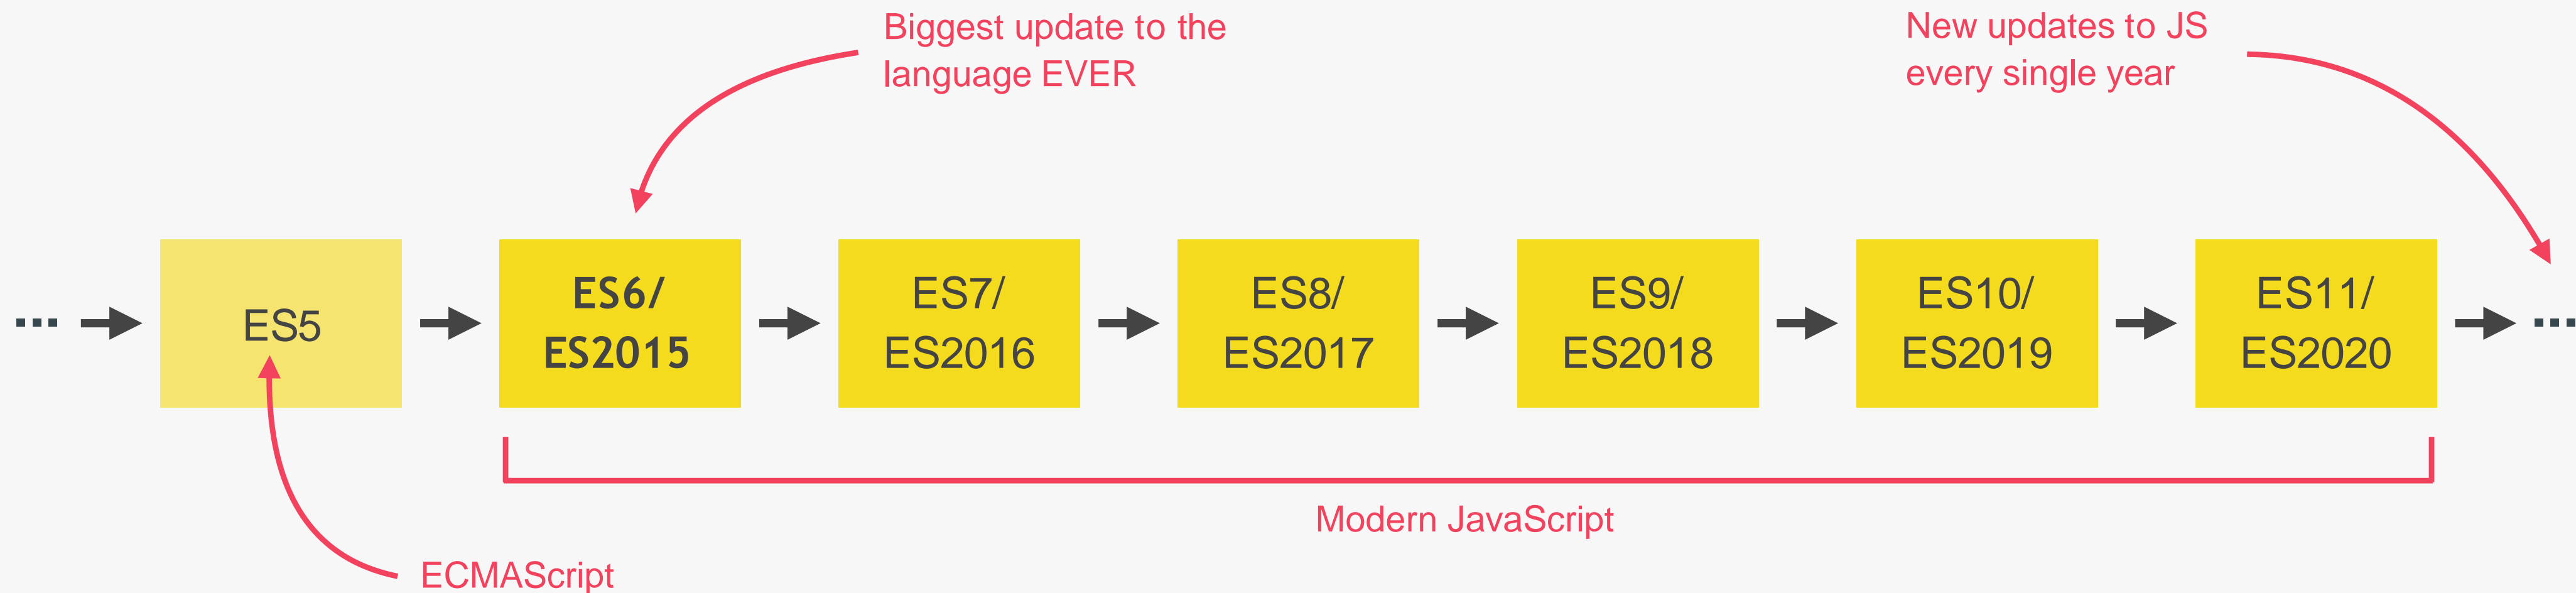 Biggest update to the
language EVER
New updates to JS
every single year
...
ES5
ES6/
ES2015
ES7/
ES2016
ES8/
ES2017
ES9/
ES2018
ES10/
ES2019
ES11/
ES2020
...
Modern JavaScript
ECMAScript